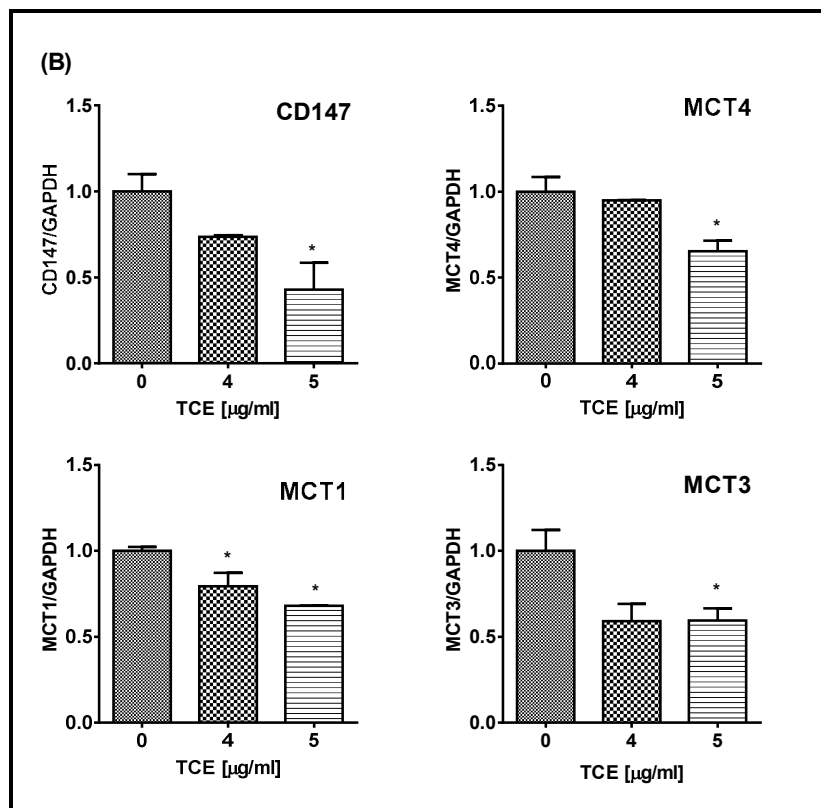 (B)
CD147
1.5
1.0
0.5
0.0
CD147/GAPDH
*
0 4 5
TCE [μg/ml]
MCT4
1.5
1.0
0.5
0.0
MCT4/GAPDH
*
0 4 5
TCE [μg/ml]
MCT1
1.5
1.0
0.5
0.0
MCT1/GAPDH
* *
0 4 5
TCE [μg/ml]
MCT3
1.5
1.0
0.5
0.0
MCT3/GAPDH
*
0 4 5
TCE [μg/ml]